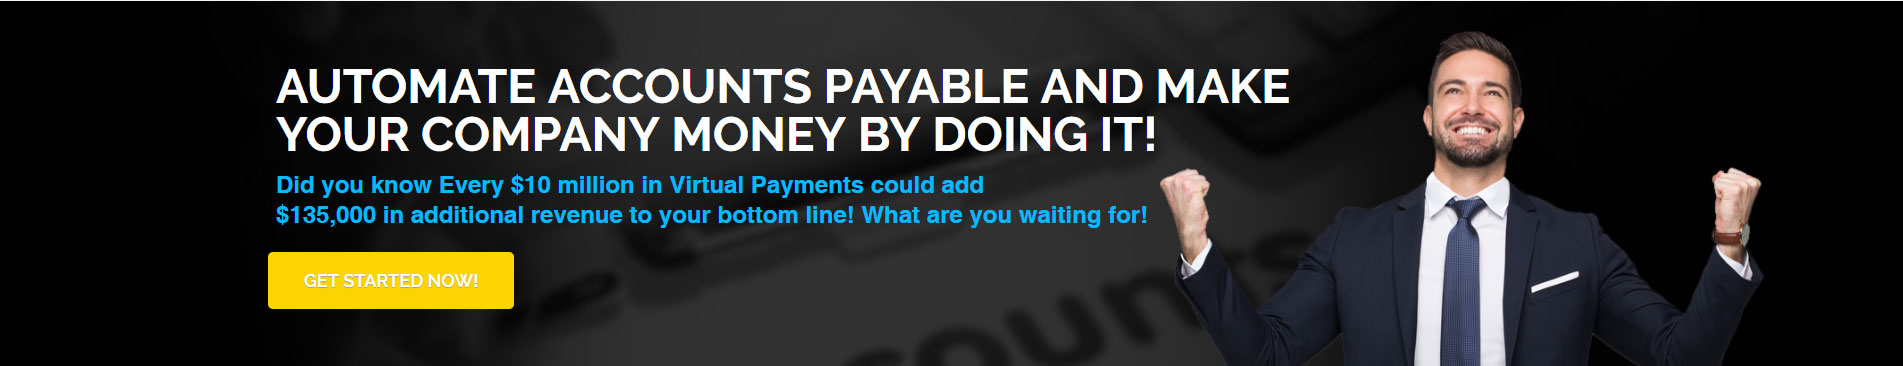 AUTOMATE ACCOUNTS PAYABLE AND MAKE
YOUR COMPANY MONEY BY DOING IT!
Did you know Every $10 million in Virtual Payments could add
$135,000 in additional revenue to your bottom line! What are you waiting for!
GET STARTED NOW!